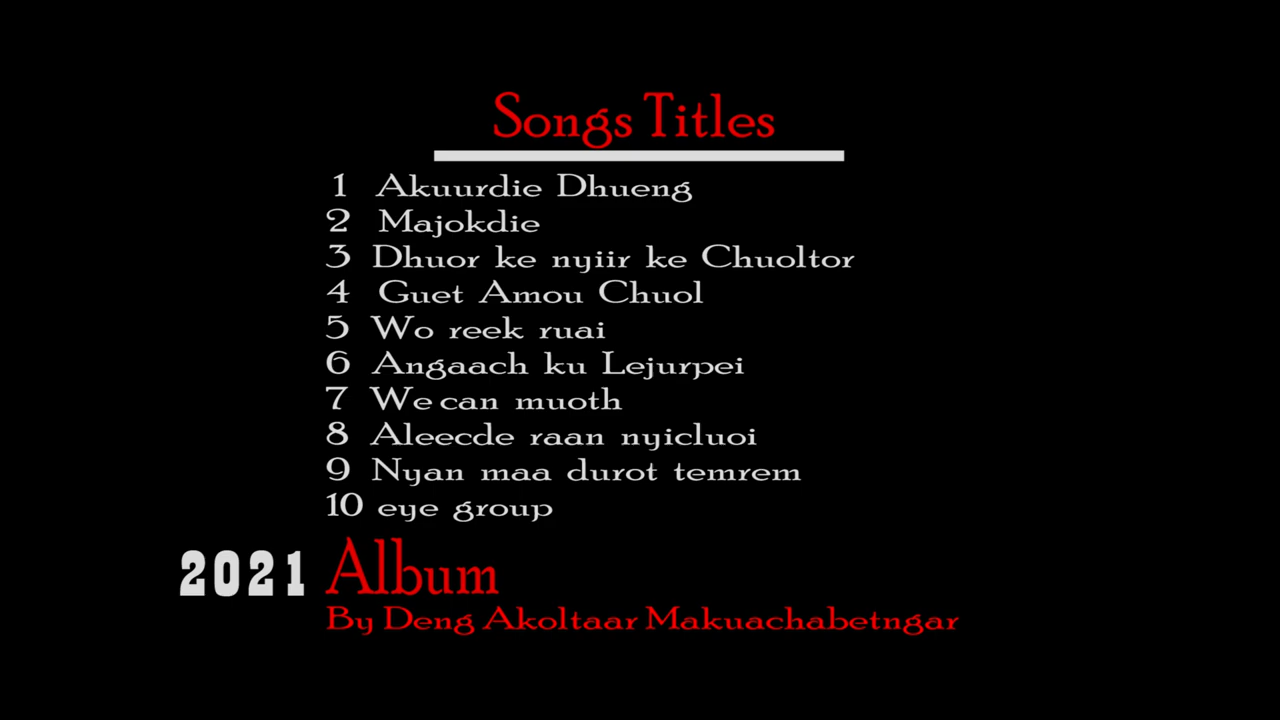 Songs Titles
1 Akuurdie Dhueng
2 Majokdie
3 Dhuor ke nyiir ke Chuoltor
4 Guet Amou Chuol
5 Wo reek ruai
6 Angaach ku Lejurpei
7 We can muoth
8 Aleecde raan nyicluoi
9 Nyan maa durot temrem
10 eye group
2021 Album
By Deng Akoltaar Makuachabetngar